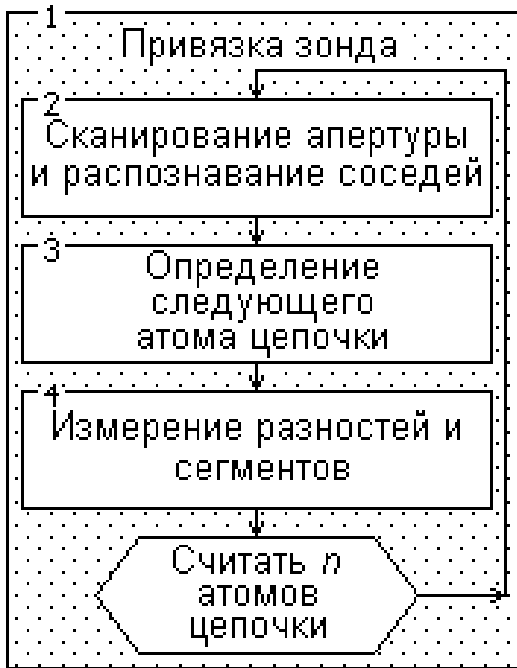 1
Привязка зонда
2
Сканирование апертуры
и распознавание соседей
3
Определение
следующего
атома цепочки
4
Измерение разностей и
сегментов
Считать n
атомов
цепочки